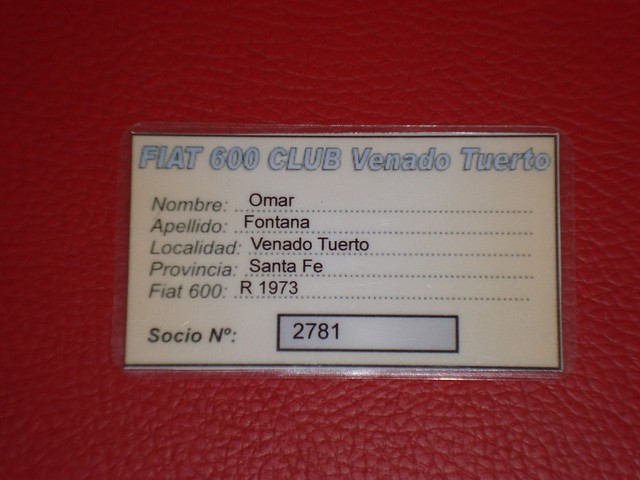 FIAT 600 CLUB Venado Tuerto
Nombre: Omar
Apellido: Fontana
Localidad: Venado Tuerto
Provincia: Santa Fe
Fiat 600: R 1973
Socio Nº: 2781